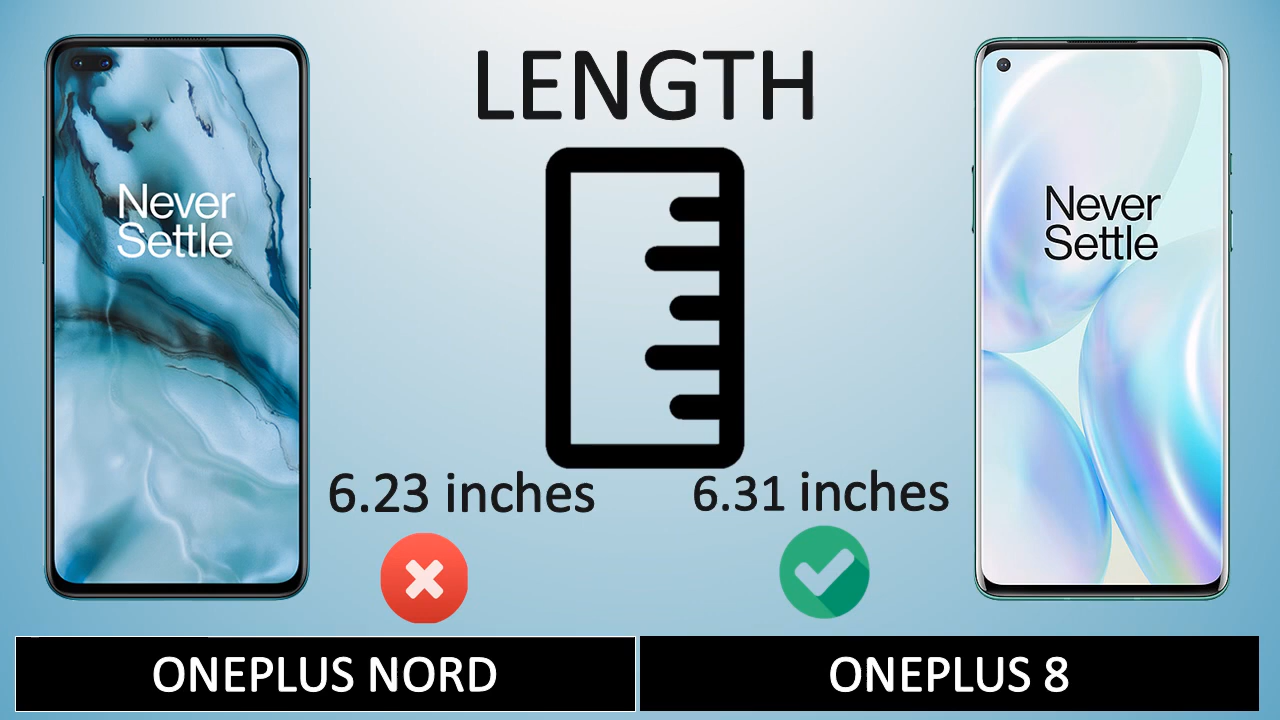 LENGTH
Never
Settle
Never
Settle
6.23 inches
6.31 inches
ONEPLUS NORD
ONEPLUS 8